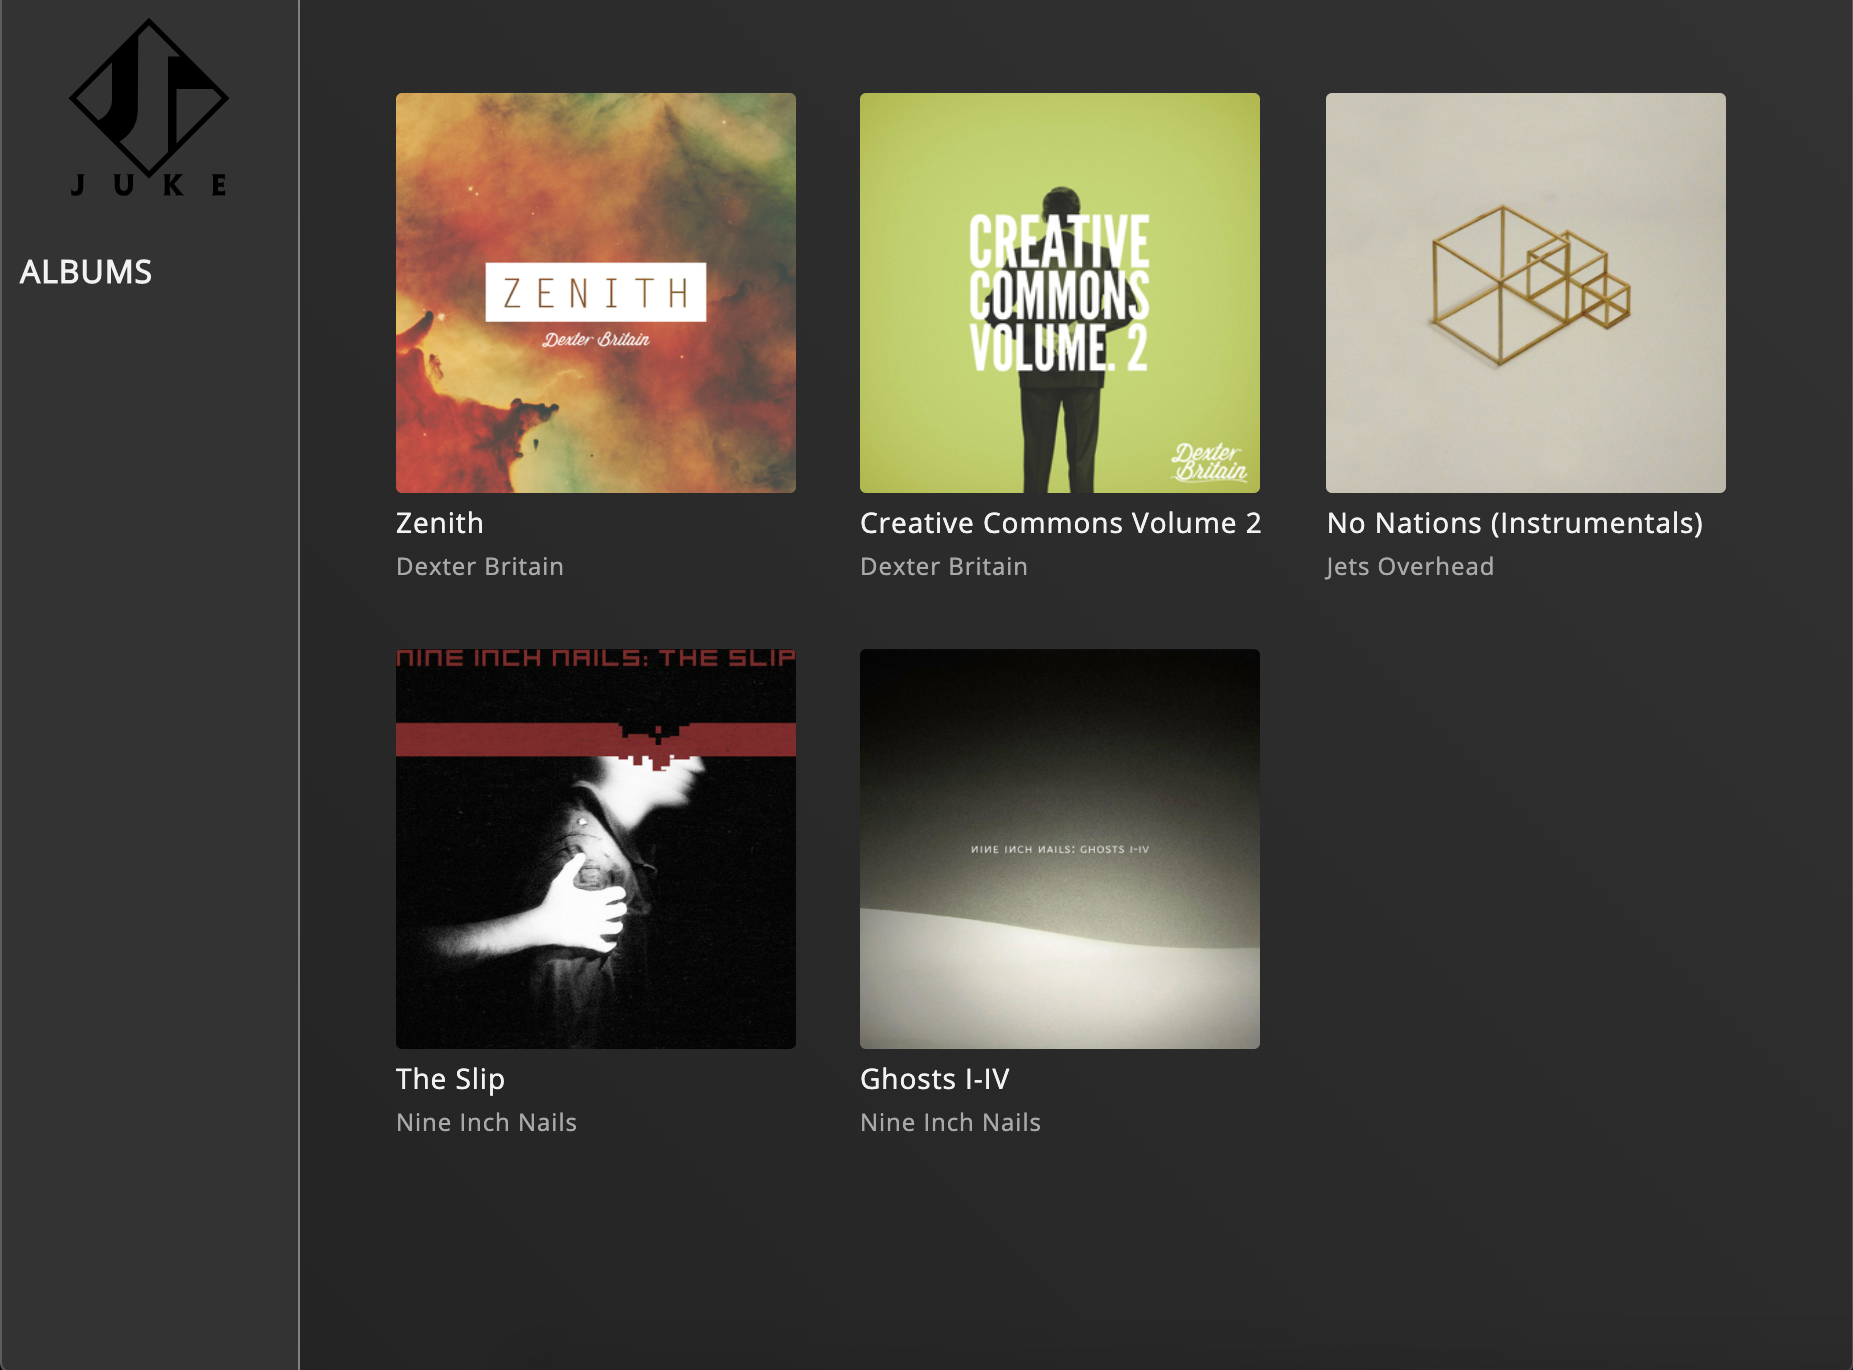 JUKE
ALBUMS
ZENITH
Dexter Britain
Zenith
Dexter Britain
CREATIVE
COMMONS
VOLUME. 2
Dexter
Britain
Creative Commons Volume 2
Dexter Britain
No Nations (Instrumentals)
Jets Overhead
NINE INCH NAILS: THE SLIP
The Slip
Nine Inch Nails
NINE INCH NAILS: GHOSTS I-IV
Ghosts I-IV
Nine Inch Nails